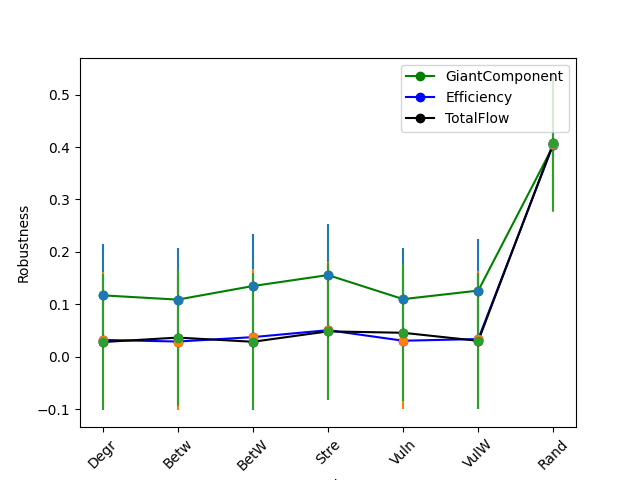 GiantComponent
Efficiency
TotalFlow
0.5
0.4
0.3
0.2
0.1
0.0
−0.1
Robustness
Degr
Betw
BetW
Stre
Vuln
VulW
Rand